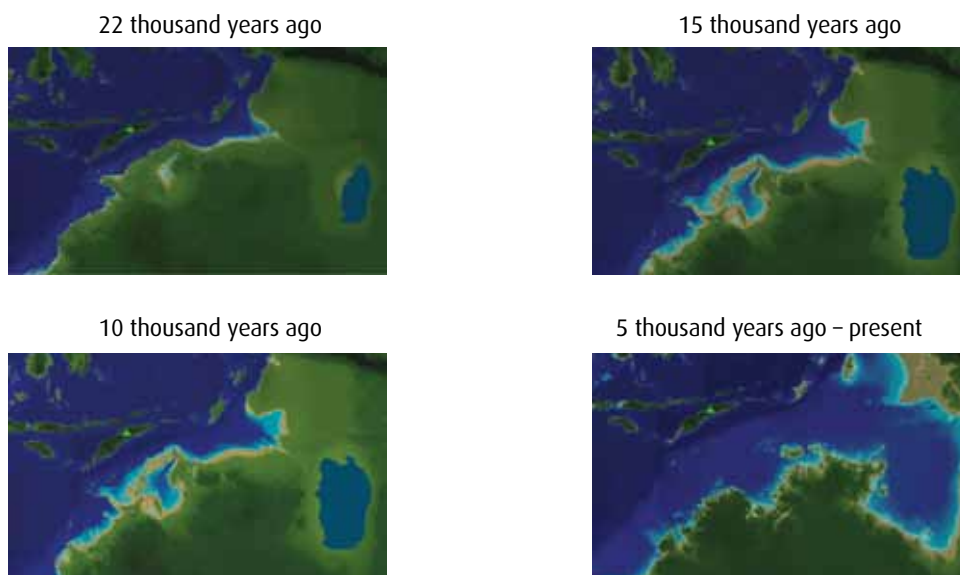 22 thousand years ago
15 thousand years ago
10 thousand years ago
5 thousand years ago – present